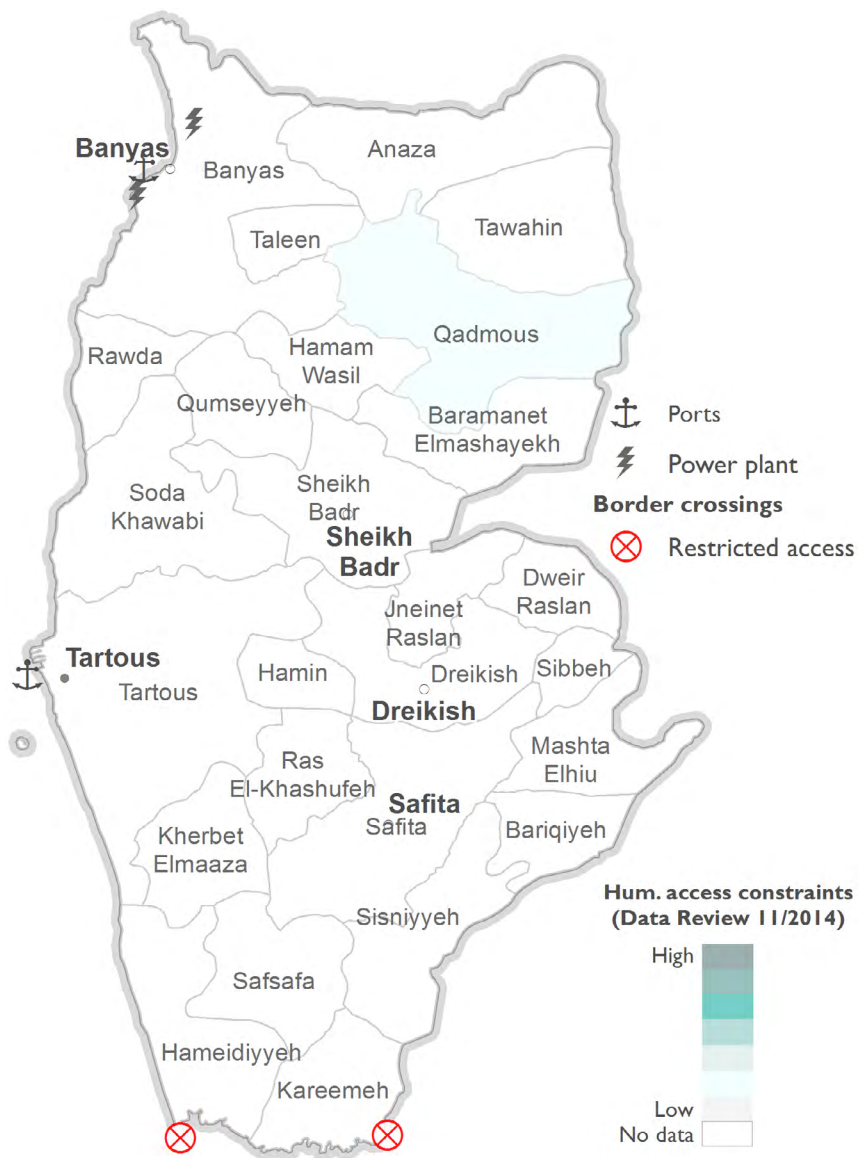 Banyas
Banyas
Anaza
Taleen
Tawahin
Qadmous
Rawda
Hamam
Wasil
Qumseyyeh
Baramanet
Elmashayekh
Soda
Khawabi
Sheikh
Badr
Sheikh
Badr
Ports
Power plant
Border crossings
Restricted access
Dweir
Raslan
Jneinet
Raslan
Tartous
Tartous
Hamin
Dreikish
Sibbeh
Dreikish
Ras
El-Khashufeh
Mashta
Elhiu
Safita
Safita
Kherbet
Elmaaza
Bariqiyeh
Sisniyyeh
Safsafa
Hameidiyyeh
Kareemeh
Hum. access constraints
(Data Review 11/2014)
High
Low
No data